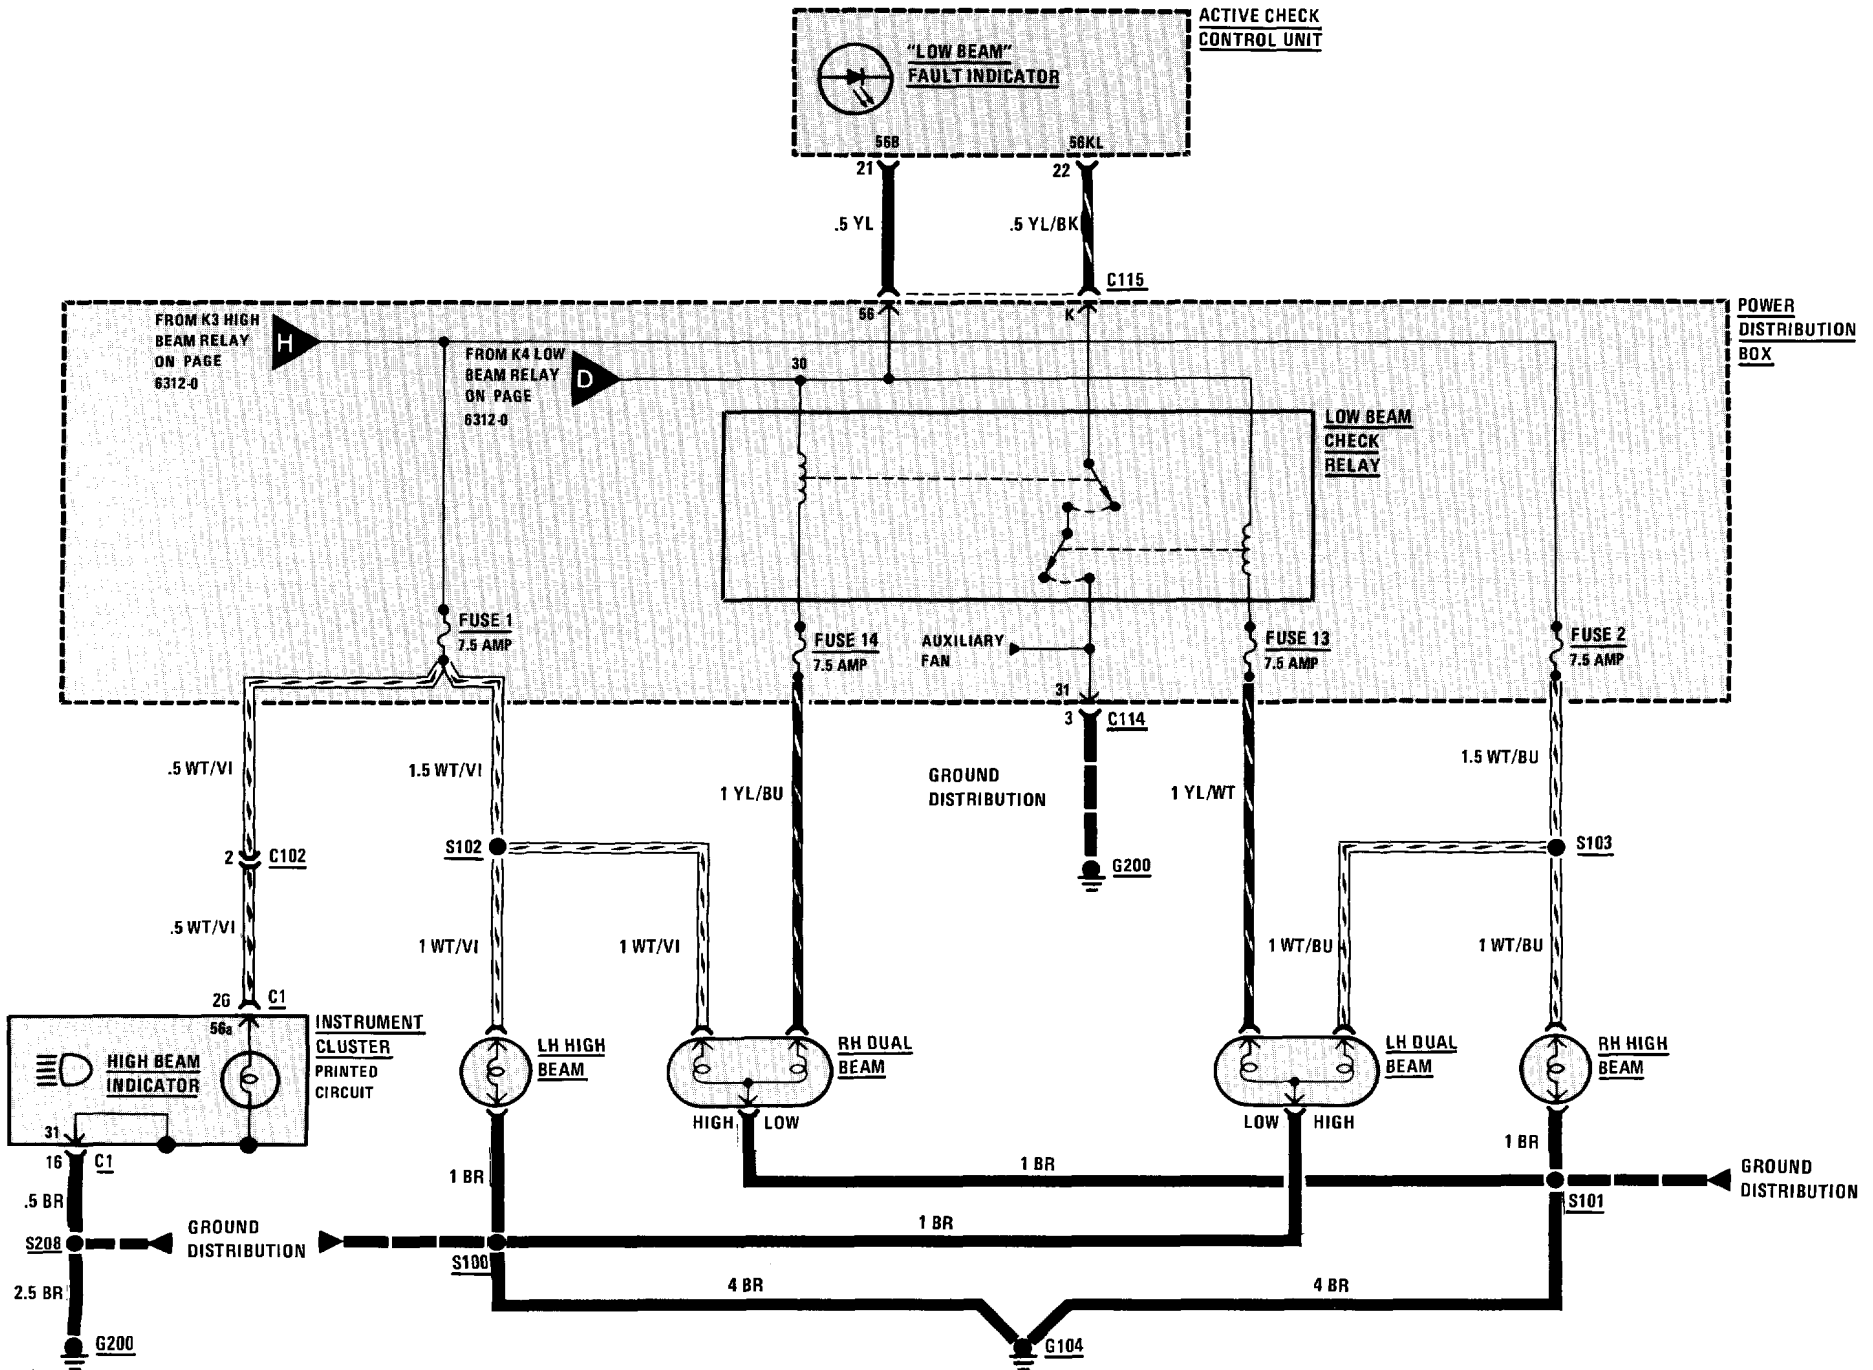 ACTIVE CHECK
CONTROL UNIT
"LOW BEAM"
FAULT INDICATOR
56B
56KL
21
22
.5 YL
.5 YL/BK
C115
POWER
DISTRIBUTION
BOX
FROM K3 HIGH
BEAM RELAY
ON PAGE
6312-0
H
56
K
FROM K4 LOW
BEAM RELAY
ON PAGE
6312-0
D
30
LOW BEAM
CHECK
RELAY
FUSE 1
7.5 AMP
FUSE 14
7.5 AMP
AUXILIARY
FAN
FUSE 13
7.5 AMP
FUSE 2
7.5 AMP
31
3
C114
.5 WT/VI
1.5 WT/VI
1 YL/BU
GROUND
DISTRIBUTION
1 YL/WT
1.5 WT/BU
2
C102
S102
G200
S103
.5 WT/VI
1 WT/VI
1 WT/VI
1 WT/BU
1 WT/BU
26
C1
56a
INSTRUMENT
CLUSTER
PRINTED
CIRCUIT
HIGH BEAM
INDICATOR
LH HIGH
BEAM
RH DUAL
BEAM
LH DUAL
BEAM
RH HIGH
BEAM
HIGH
LOW
LOW
HIGH
31
16
C1
.5 BR
1 BR
1 BR
1 BR
GROUND
DISTRIBUTION
S101
S208
GROUND
DISTRIBUTION
1 BR
S100
2.5 BR
4 BR
4 BR
G200
G104